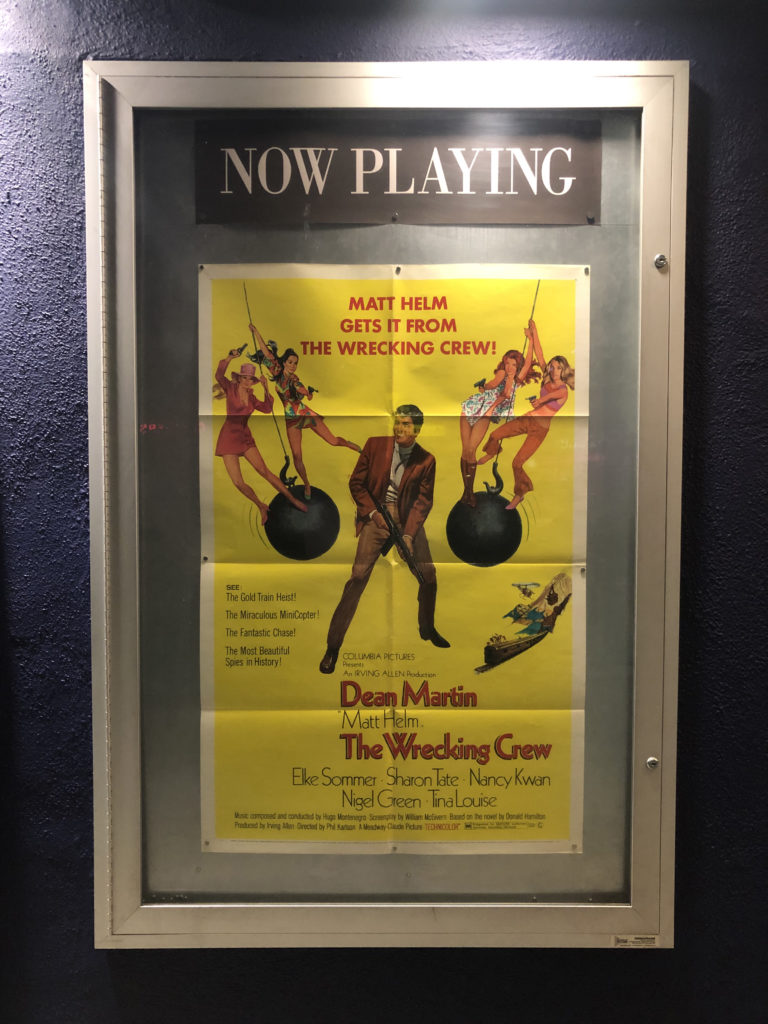 NOW PLAYING
MATT HELM
GETS IT FROM
THE WRECKING CREW!
SEE:
The Gold Train Heist!
The Miraculous MiniCopter!
The Fantastic Chase!
The Most Beautiful
Spies in History!
COLUMBIA PICTURES
Presents
An IRVING ALLEN Production
Dean Martin
"Matt Helm.
The Wrecking Crew
Elke Sommer · Sharon Tate · Nancy Kwan
Nigel Green · Tina Louise
Music composed and conducted by Hugo Montenegro · Screenplay by William McGivern · Based on the novel by Donald Hamilton
Produced by Irving Allen · Directed by Phil Karlson · A Meadway-Claude Picture · TECHNICOLOR®